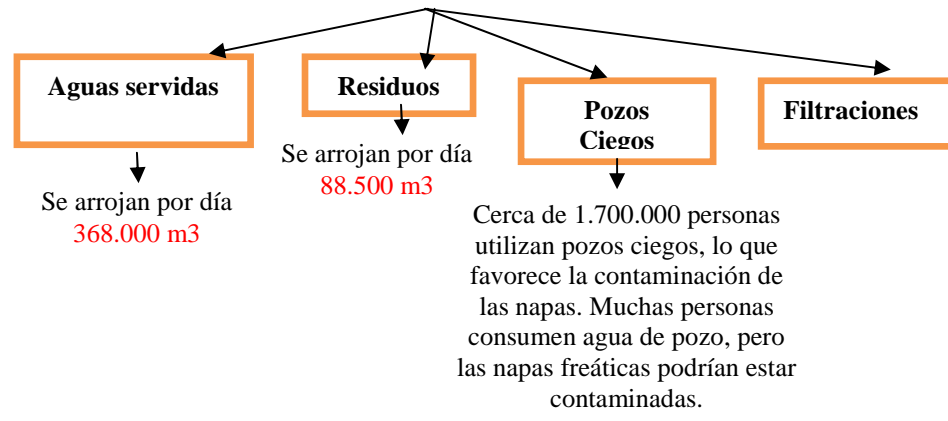 Aguas servidas
Se arrojan por día
368.000 m3
Residuos
Se arrojan por día
88.500 m3
Pozos
Ciegos
Cerca de 1.700.000 personas
utilizan pozos ciegos, lo que
favorece la contaminación de
las napas. Muchas personas
consumen agua de pozo, pero
las napas freáticas podrían estar
contaminadas.
Filtraciones